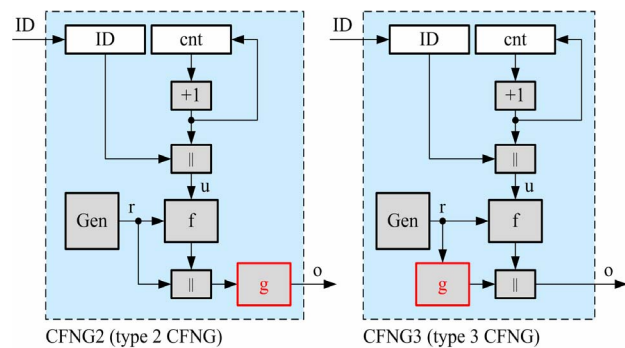 ID ID cnt ID ID cnt
+1 +1
|| ||
u u
Gen r f Gen r f
|| g o g || o
CFNG2 (type 2 CFNG) CFNG3 (type 3 CFNG)